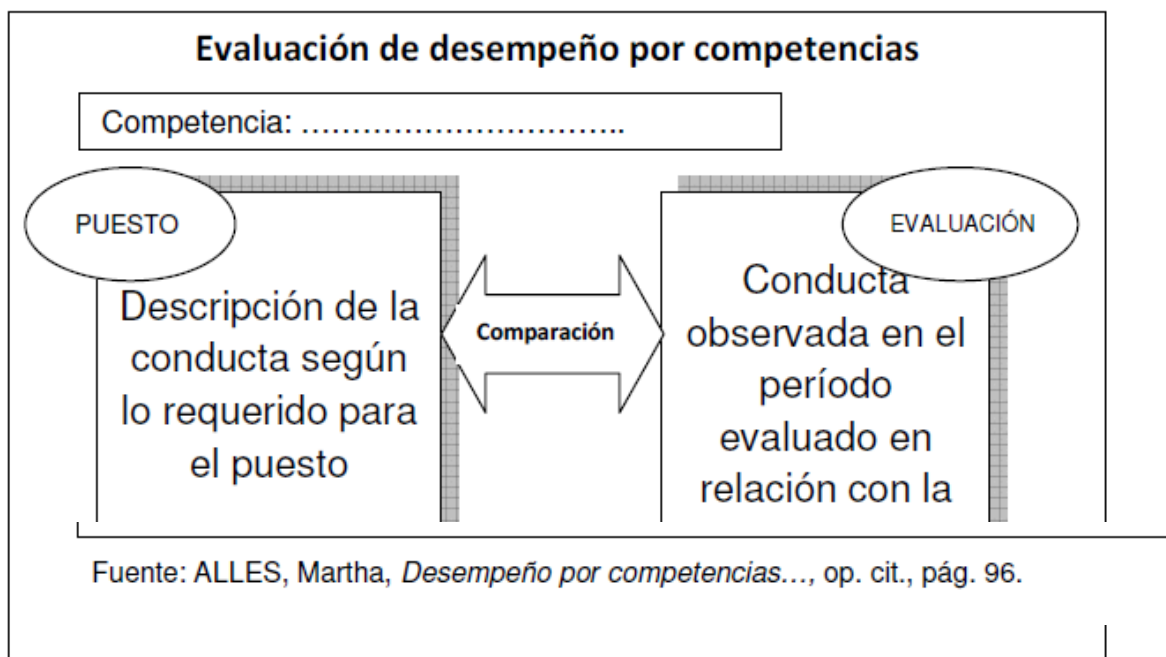 Evaluación de desempeño por competencias
Competencia: ……………………………..
PUESTO
Descripción de la
conducta según
lo requerido para
el puesto
Comparación
EVALUACIÓN
Conducta
observada en el
período
evaluado en
relación con la
Fuente: ALLES, Martha, Desempeño por competencias…, op. cit., pág. 96.